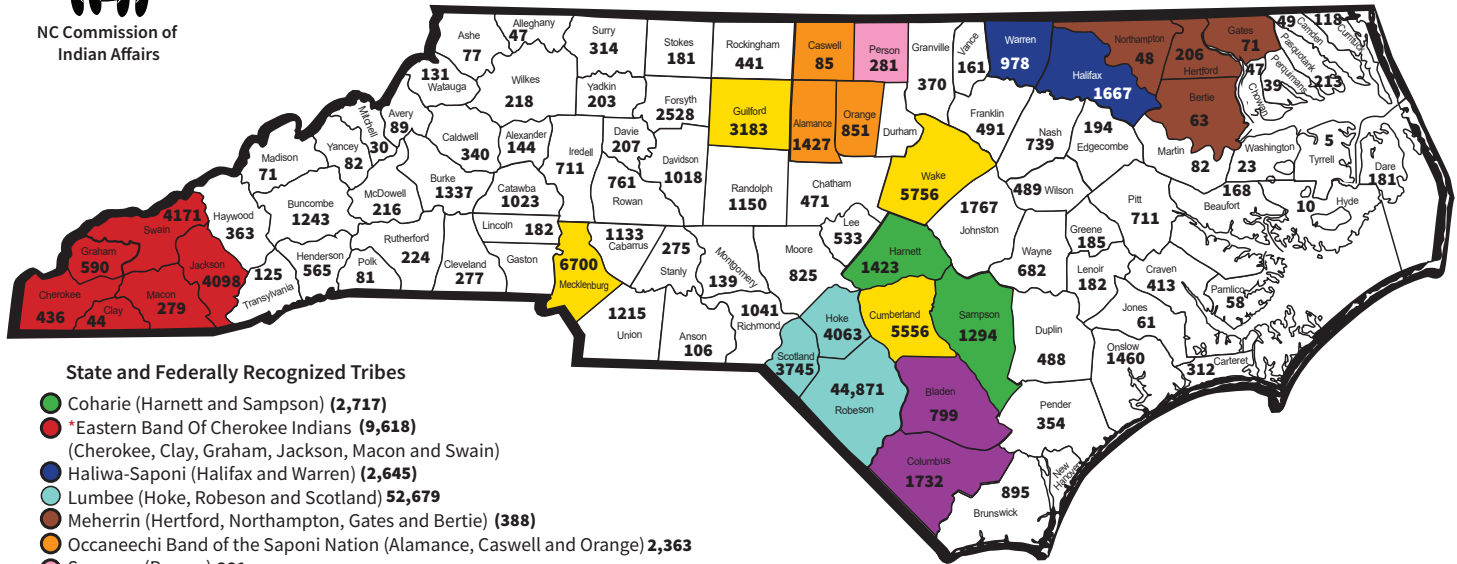 NC Commission of
Indian Affairs
Ashe
77
Alleghany
47
Surry
314
Stokes
181
Rockingham
441
Caswell
85
Person
281
Granville
370
Vance
161
Warren
978
Halifax
1667
Northampton
48
206
Hertford
Gates
71
Bertie
63
49
Camden
118
Currituck
Pasquotank
213
Perquimans
39
47
Chowan
131
Watauga
Wilkes
218
Yadkin
203
Forsyth
2528
Guilford
3183
Alamance
1427
Orange
851
Durham
Franklin
491
Nash
739
194
Edgecombe
Martin
82
Washington
23
5
Tyrrell
Dare
181
Mitchell
30
Avery
89
Yancey
82
Madison
71
Caldwell
340
Alexander
144
Iredell
711
Davie
207
Davidson
1018
761
Rowan
Randolph
1150
Chatham
471
Wake
5756
1767
Johnston
489 Wilson
Pitt
711
168
Beaufort
10
Hyde
Buncombe
1243
McDowell
216
Burke
1337
Catawba
1023
Lincoln 182
Gaston
Haywood
363
4171
Swain
Graham
590
Jackson
4098
Cherokee
436
Clay
44
Macon
279
125
Transylvania
Henderson
565
Polk
81
Rutherford
224
Cleveland
277
6700
Mecklenburg
1133
Cabarrus
275
Stanly
139
Montgomery
Moore
825
Lee
533
Harnett
1423
Wayne
682
Greene
185
Lenoir
182
Craven
413
Pamlico
58
Jones
61
1215
Union
Anson
106
1041
Richmond
Hoke
4063
Scotland
3745
Cumberland
5556
Sampson
1294
Duplin
488
Onslow
1460
Carteret
312
44,871
Robeson
Bladen
799
Pender
354
Columbus
1732
895
Brunswick
New
Hanover
State and Federally Recognized Tribes
Coharie (Harnett and Sampson) (2,717)
*Eastern Band Of Cherokee Indians (9,618)
(Cherokee, Clay, Graham, Jackson, Macon and Swain)
Haliwa-Saponi (Halifax and Warren) (2,645)
Lumbee (Hoke, Robeson and Scotland) 52,679
Meherrin (Hertford, Northampton, Gates and Bertie) (388)
Occaneechi Band of the Saponi Nation (Alamance, Caswell and Orange) 2,363